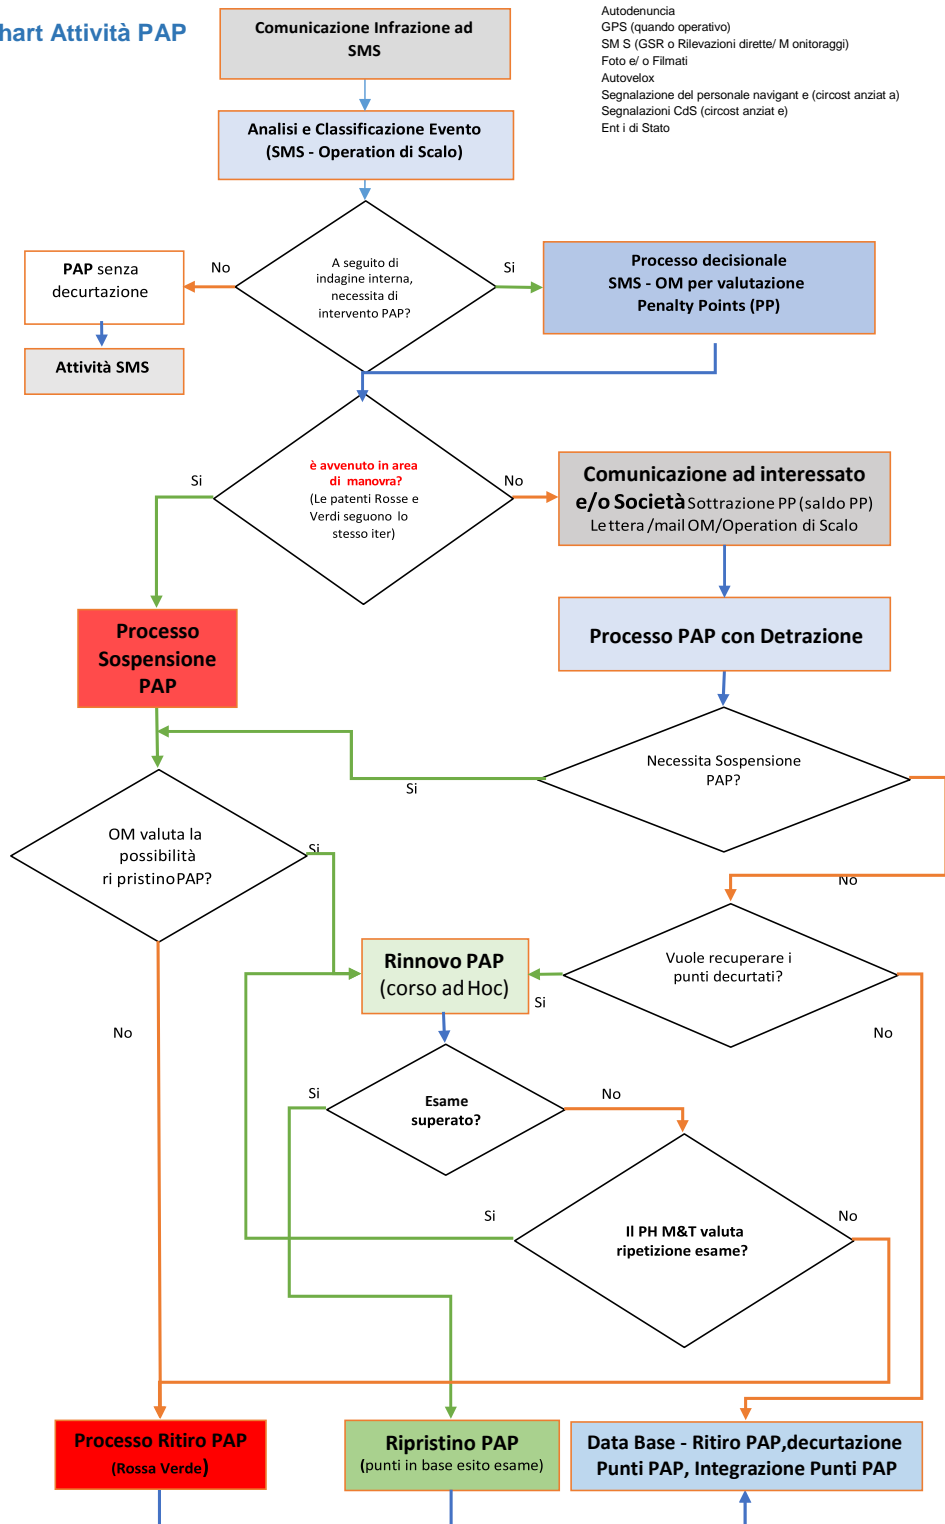 hart Attività PAP
Comunicazione Infrazione ad
SMS
Autodenuncia
GPS (quando operativo)
SM S (GSR o Rilevazioni dirette/ M onitoraggi)
Foto e/ o Filmati
Autovelox
Segnalazione del personale navigant e (circost anziat a)
Segnalazioni CdS (circost anziat e)
Ent i di Stato
Analisi e Classificazione Evento
(SMS - Operation di Scalo)
A seguito di
indagine interna,
necessita di
intervento PAP?
No
Si
PAP senza
decurtazione
Attività SMS
Processo decisionale
SMS - OM per valutazione
Penalty Points (PP)
è avvenuto in area
di manovra?
(Le patenti Rosse e
Verdi seguono lo
stesso iter)
Si
No
Comunicazione ad interessato
e/o Società Sottrazione PP (saldo PP)
Lettera /mail OM/Operation di Scalo
Processo
Sospensione
PAP
Processo PAP con Detrazione
Necessita Sospensione
PAP?
Si
No
OM valuta la
possibilità
ri pristino PAP?
Si
No
Vuole recuperare i
punti decurtati?
Si
No
Rinnovo PAP
(corso ad Hoc)
Esame
superato?
Si
No
Il PH M&T valuta
ripetizione esame?
Si
No
Processo Ritiro PAP
(Rossa Verde)
Ripristino PAP
(punti in base esito esame)
Data Base - Ritiro PAP,decurtazione
Punti PAP, Integrazione Punti PAP